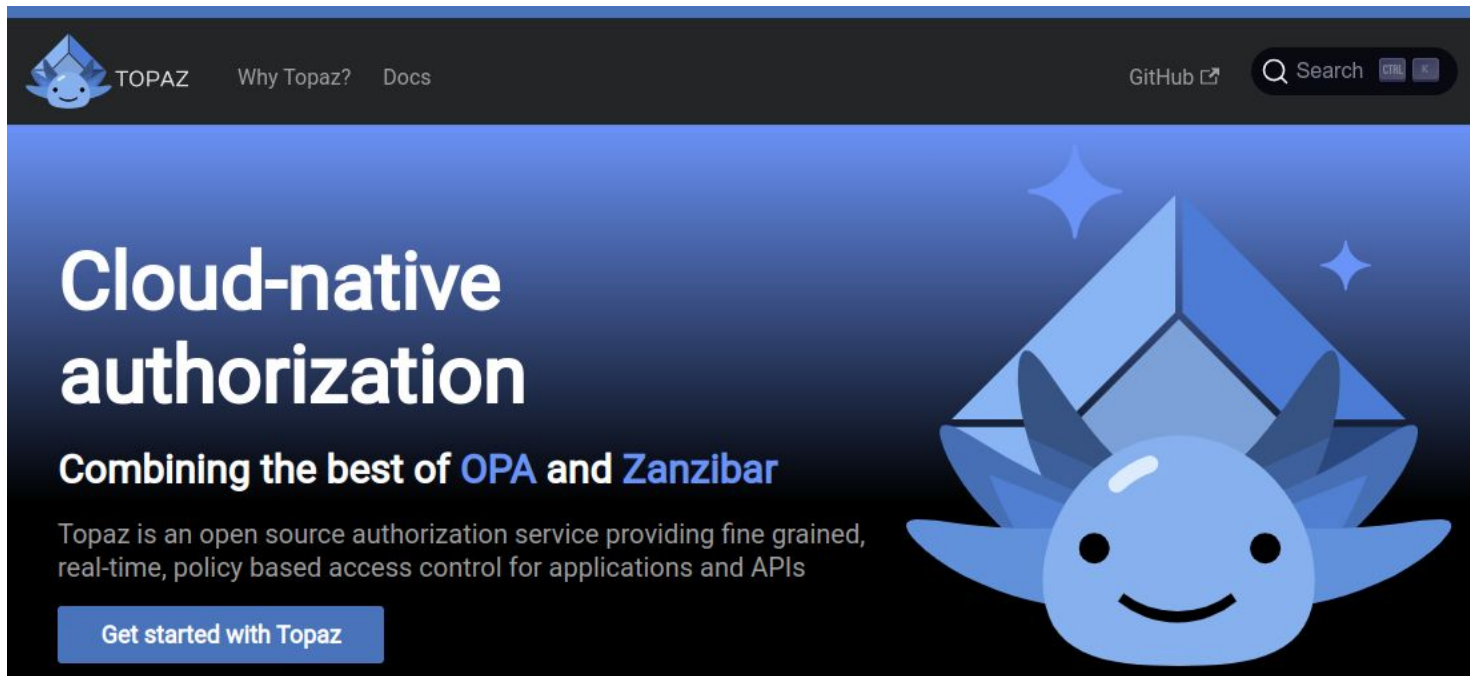 TOPAZ Why Topaz? Docs GitHub Search CTRL K
Cloud-native
authorization
Combining the best of OPA and Zanzibar
Topaz is an open source authorization service providing fine grained,
real-time, policy based access control for applications and APIs
Get started with Topaz